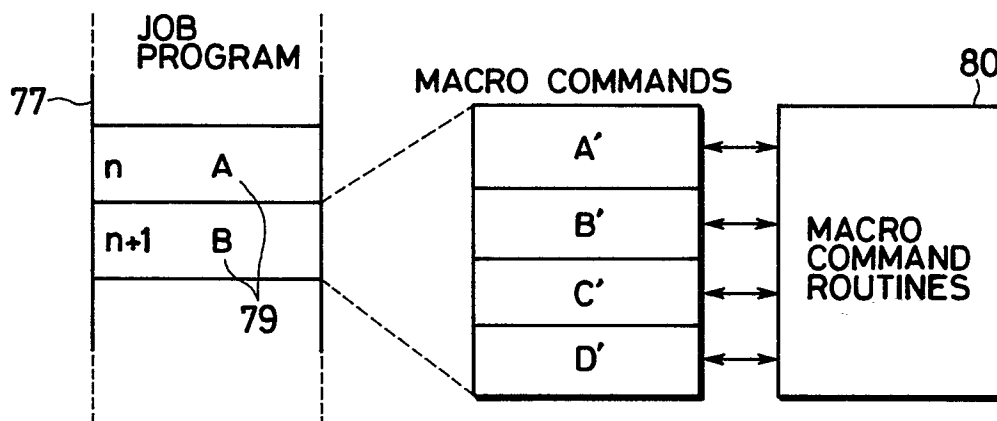 JOB
PROGRAM
77
n A
n+1 B
79
MACRO COMMANDS
A′
B′
C′
D′
80
MACRO
COMMAND
ROUTINES